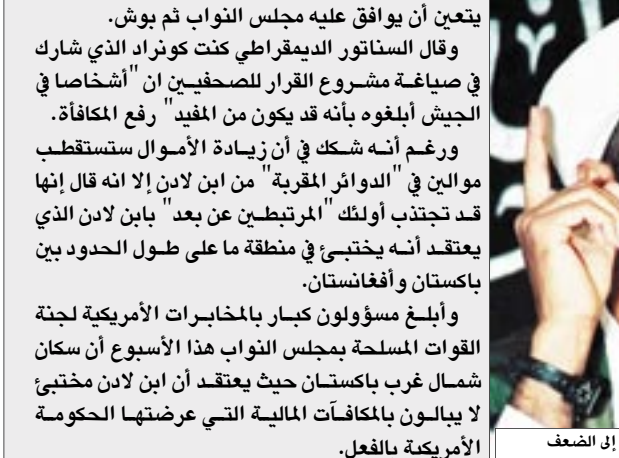 يتعين أن يوافق عليه مجلس النواب ثم بوش.
وقال السناتور الديمقراطي كنت كونراد الذي شارك
في صياغة مشروع القرار للصحفيين ان "أشخاصا في
الجيش أبلغوه بأنه قد يكون من المفيد" رفع المكافأة.
ورغم أنه شكك في أن زيادة الأموال ستستقطب
موالين في "الدوائر المقربة" من ابن لادن إلا انه قال إنها
قد تجتذب أولئك "المرتبطين عن بعد" بابن لادن الذي
يعتقد أنه يختبئ في منطقة ما على طول الحدود بين
باكستان وأفغانستان.
وأبلغ مسؤولون كبار بالمخابرات الأمريكية لجنة
القوات المسلحة بمجلس النواب هذا الأسبوع أن سكان
شمال غرب باكستان حيث يعتقد أن ابن لادن مختبئ
لا يبالون بالمكافآت المالية التي عرضتها الحكومة
الأمريكية بالفعل.
إلى الضعف